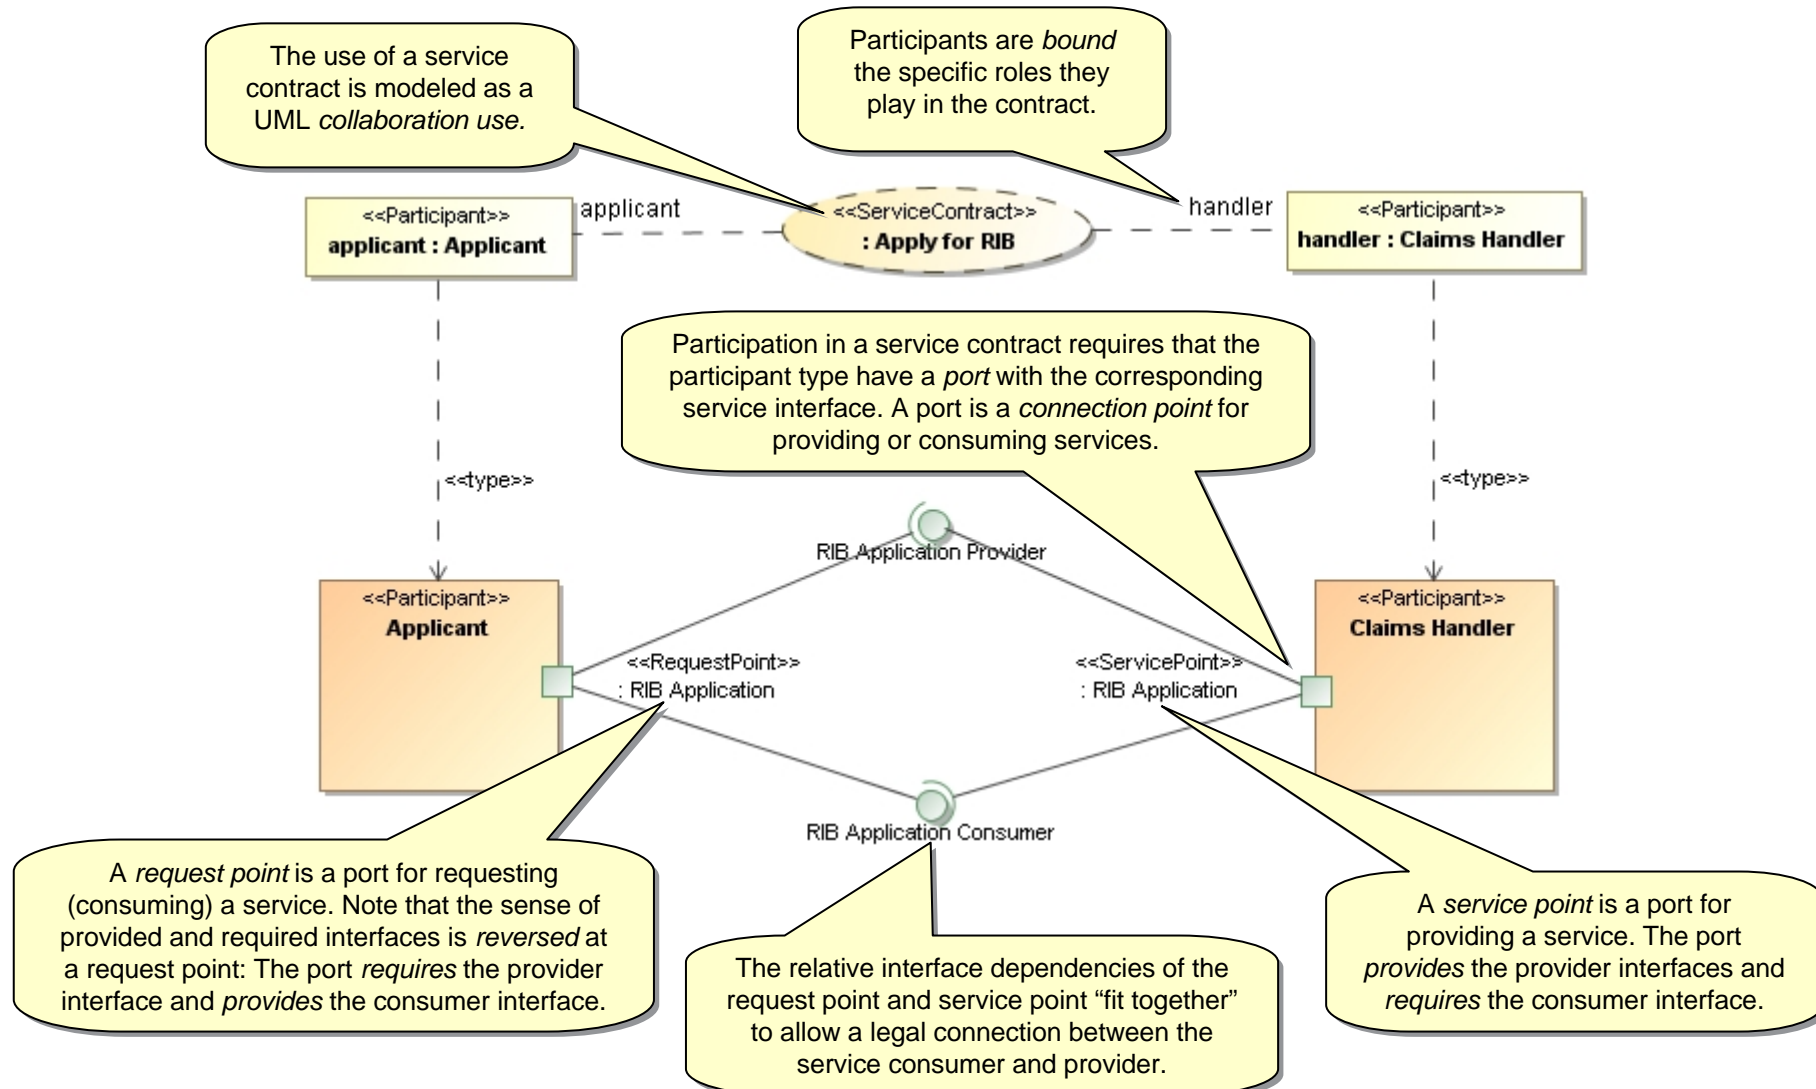 The use of a service
contract is modeled as a
UML collaboration use.
Participants are bound
the specific roles they
play in the contract.
<<Participant>>
applicant : Applicant
applicant
<<ServiceContract>>
: Apply for RIB
handler
<<Participant>>
handler : Claims Handler
Participation in a service contract requires that the
participant type have a port with the corresponding
service interface. A port is a connection point for
providing or consuming services.
<<type>>
<<type>>
RIB Application Provider
<<Participant>>
Applicant
<<Participant>>
Claims Handler
<<RequestPoint>>
: RIB Application
<<ServicePoint>>
: RIB Application
RIB Application Consumer
A request point is a port for requesting
(consuming) a service. Note that the sense of
provided and required interfaces is reversed at
a request point: The port requires the provider
interface and provides the consumer interface.
The relative interface dependencies of the
request point and service point “fit together”
to allow a legal connection between the
service consumer and provider.
A service point is a port for
providing a service. The port
provides the provider interfaces and
requires the consumer interface.